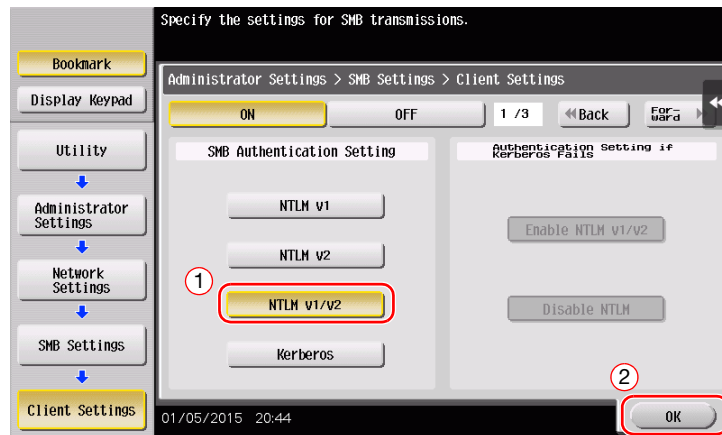 Specify the settings for SMB transmissions.
Bookmark
Display Keypad
Utility
Administrator
Settings
Network
Settings
SMB Settings
Client Settings
Administrator Settings > SMB Settings > Client Settings
ON
OFF
1 /3
Back
For-
ward
SMB Authentication Setting
NTLM v1
NTLM v2
1
NTLM v1/v2
Kerberos
Authentication Setting if
Kerberos Fails
Enable NTLM v1/v2
Disable NTLM
2
01/05/2015 20:44
OK